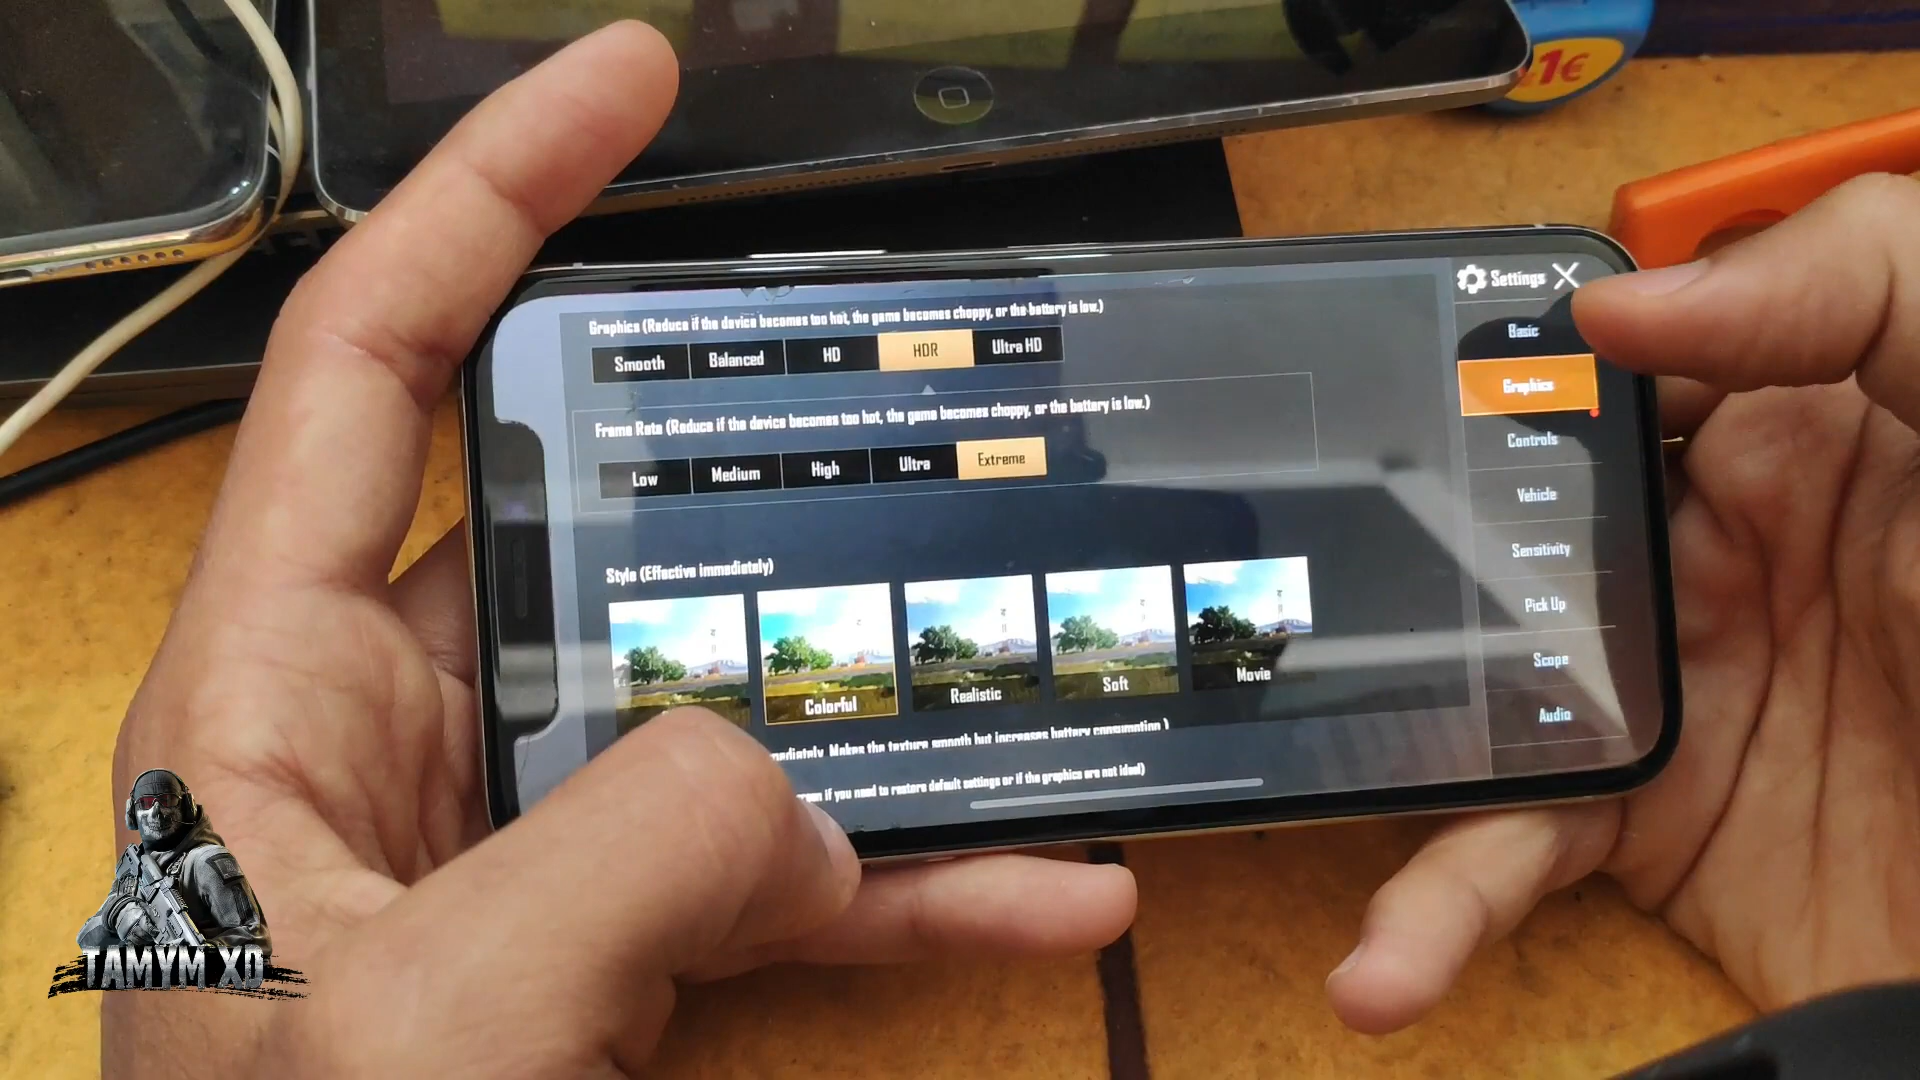 1€
Settings
Basic
Graphics
Controls
Vehicle
Sensitivity
Pick Up
Scope
Audio
Graphics (Reduce if the device becomes too hot, the game becomes choppy, or the battery is low.)
Smooth Balanced HD HDR Ultra HD
Frame Rate (Reduce if the device becomes too hot, the game becomes choppy, or the battery is low.)
Low Medium High Ultra Extreme
Style (Effective immediately)
Colorful Realistic Soft Movie
Makes the texture smooth but increases battery consumption.)
if you need to restore default settings or if the graphics are not ideal)
TAMYM XD